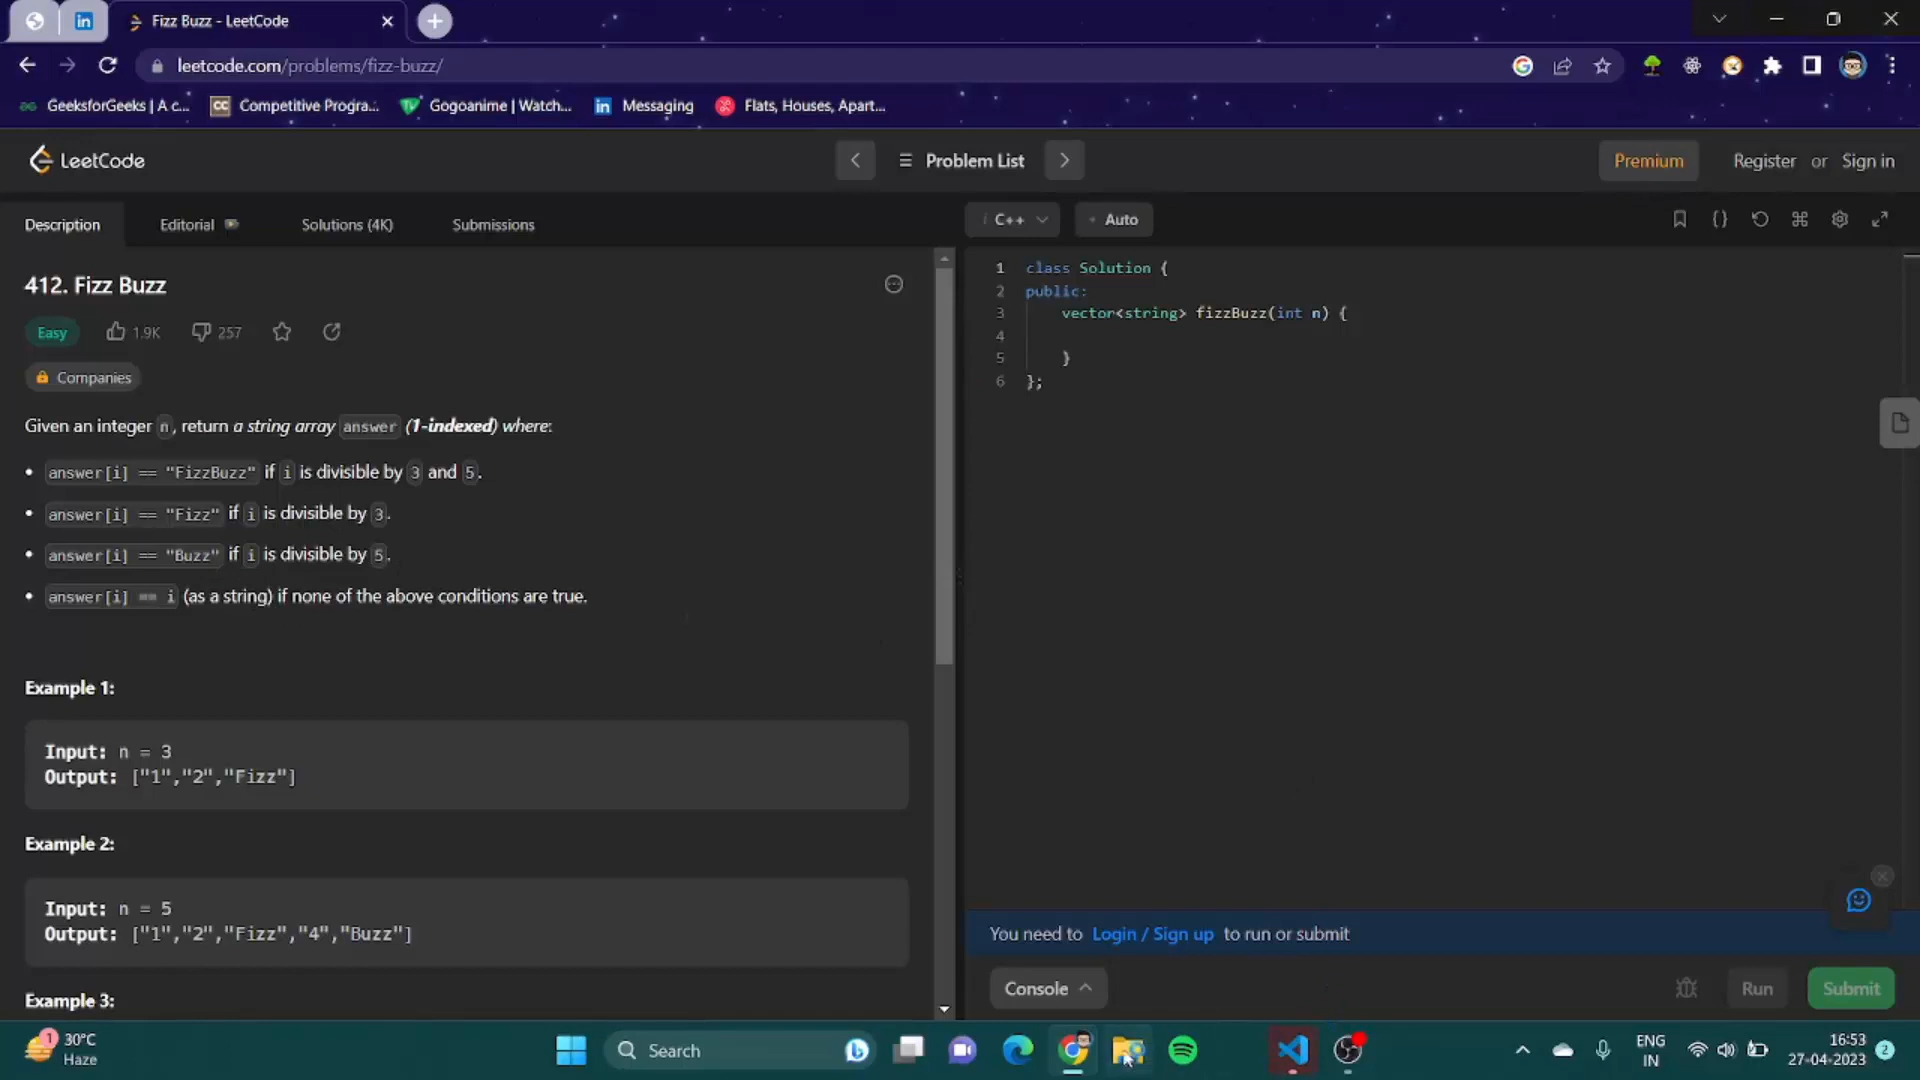 Fizz Buzz - LeetCode
leetcode.com/problems/fizz-buzz/
GeeksforGeeks | A c...
CC Competitive Progra...
Gogoanime | Watch...
in Messaging
Flats, Houses, Apart...
LeetCode
Problem List
Premium
Register or Sign in
Description
Editorial
Solutions (4K)
Submissions
412. Fizz Buzz
Easy 1.9K 257
Companies
Given an integer n, return a string array answer (1-indexed) where:
• answer[i] == "FizzBuzz" if i is divisible by 3 and 5.
• answer[i] == "Fizz" if i is divisible by 3.
• answer[i] == "Buzz" if i is divisible by 5.
• answer[i] == i (as a string) if none of the above conditions are true.
Example 1:
Input: n = 3
Output: ["1","2","Fizz"]
Example 2:
Input: n = 5
Output: ["1","2","Fizz","4","Buzz"]
Example 3:
i C++
• Auto
1 class Solution {
2 public:
3 vector<string> fizzBuzz(int n) {
4
5 }
6 };
You need to Login / Sign up to run or submit
Console
Run
Submit
1
30°C
Haze
Search
ENG
IN
16:53
27-04-2023
2